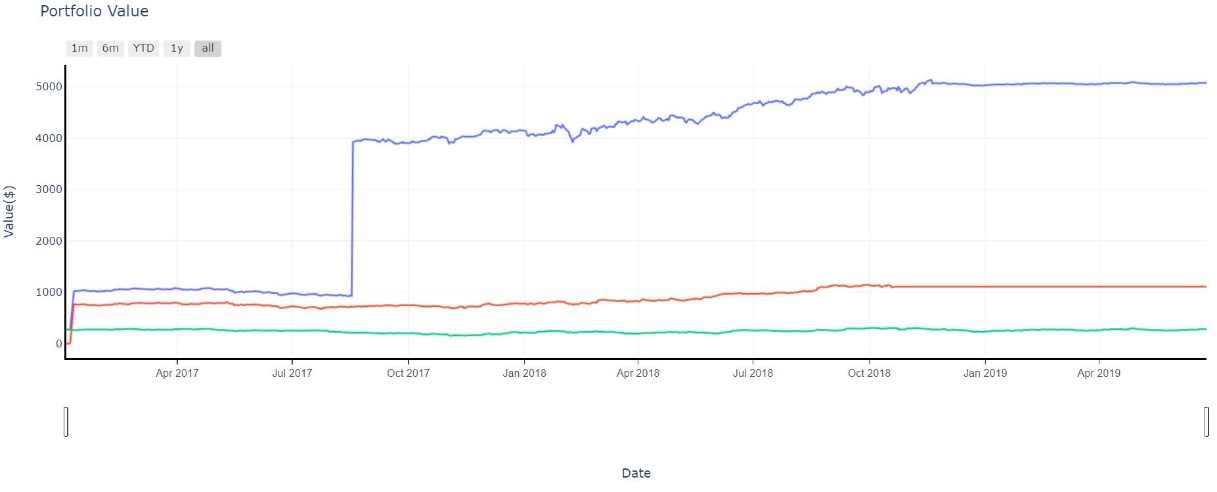 Portfolio Value
1m 6m YTD 1y all
5000
4000
3000
2000
1000
0
Value($)
Apr 2017 Jul 2017 Oct 2017 Jan 2018 Apr 2018 Jul 2018 Oct 2018 Jan 2019 Apr 2019
Date